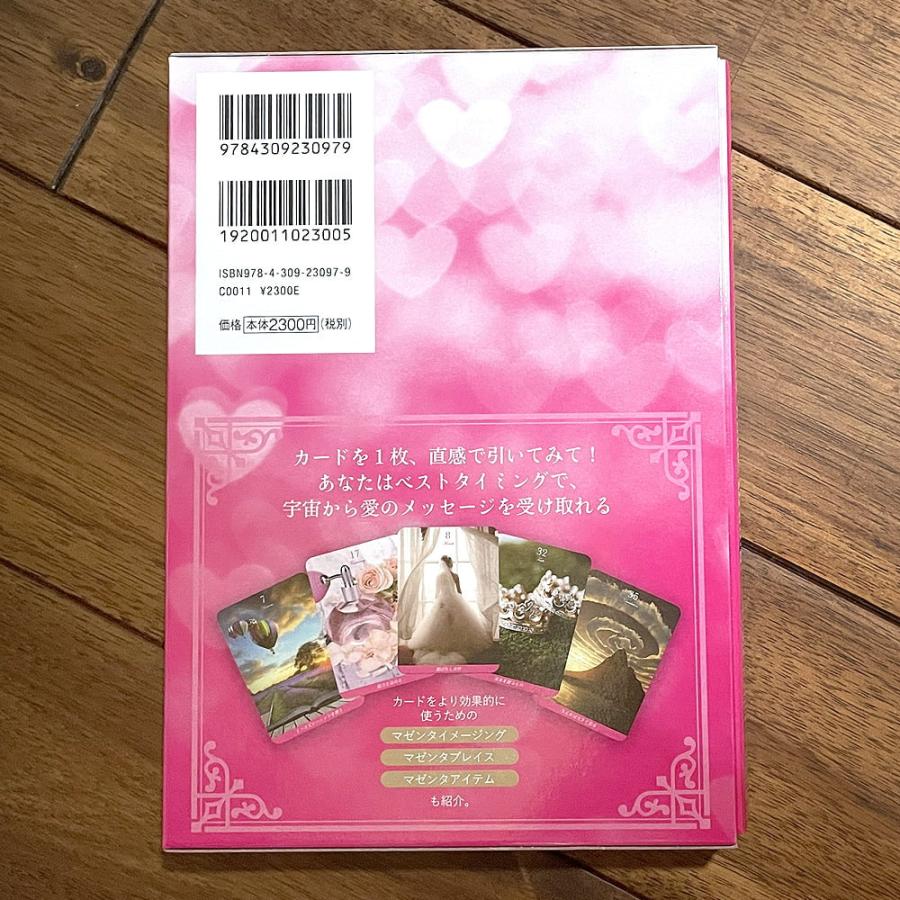 9784309230979
1920011023005
ISBN978-4-309-23097-9
C0011 ¥2300E
価格 本体2300円(税別)
カードを1枚、直感で引いてみて!
あなたはベストタイミングで、
宇宙から愛のメッセージを受け取れる
7
17
8
32
36
カードをより効果的に
使うための
マゼンタイメージング
マゼンタプレイス
マゼンタアイテム
も紹介。